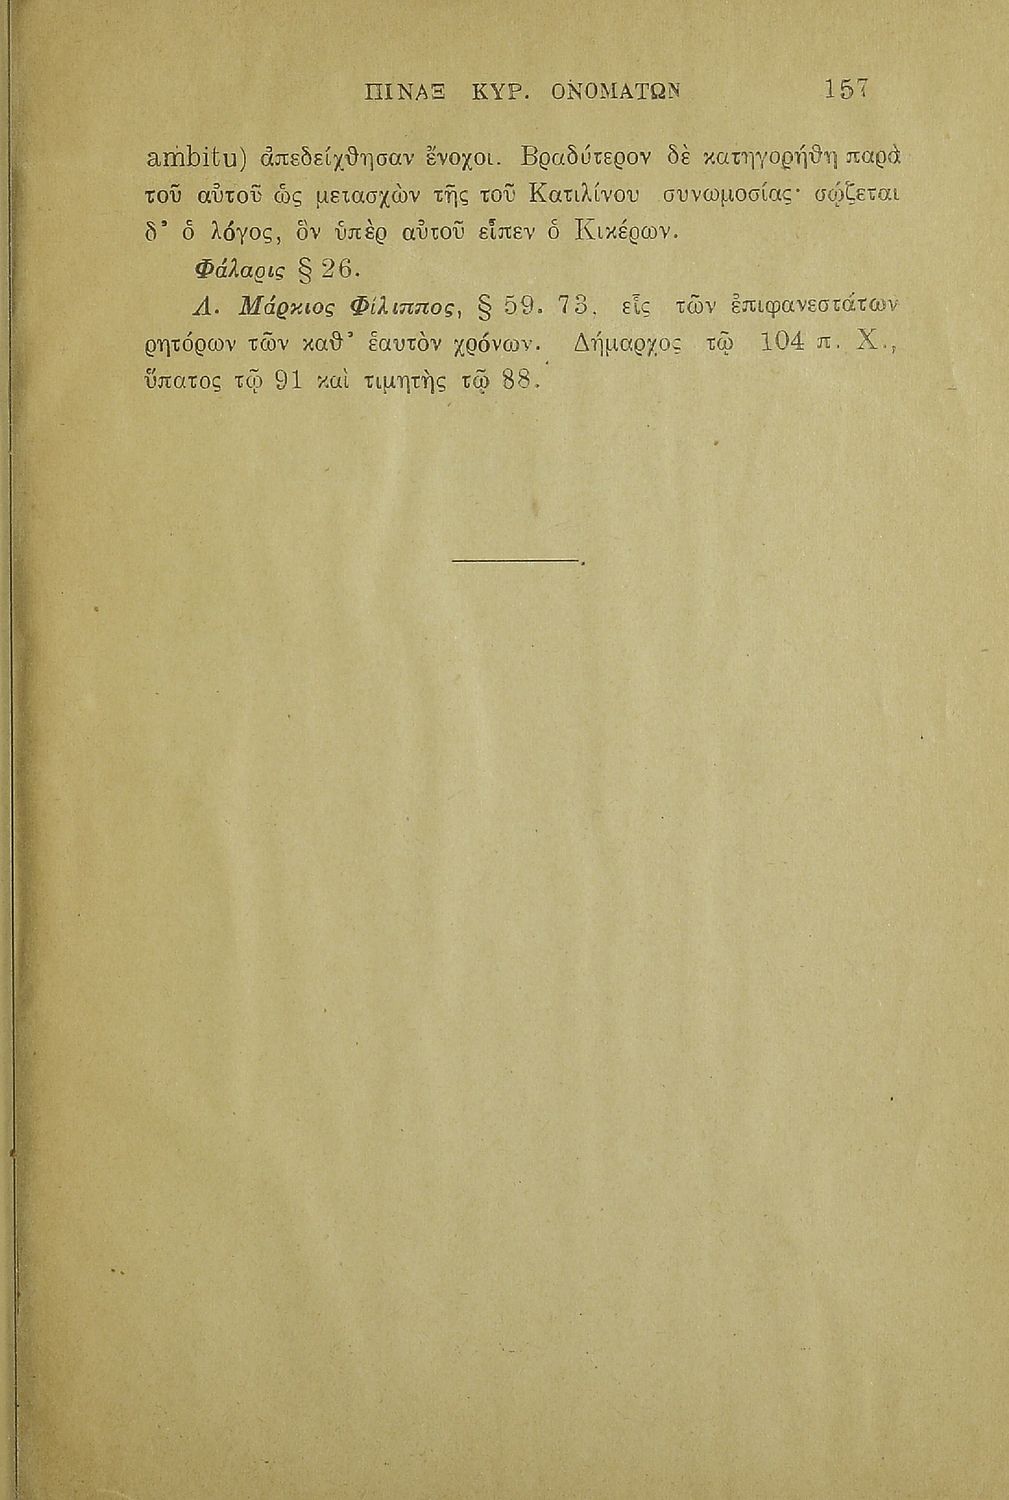 ΠΙΝΑΞ ΚΥΡ. ΟΝΟΜΑΤΩΝ 157
ambitu) ἀπεδείχθησαν ἔνοχοι. Βραδύτερον δὲ κατηγορήθη παρὰ
τοῦ αὐτοῦ ὡς μετασχὼν τῆς τοῦ Κατιλίνου συνωμοσίας· σῴζεται
δ' ὁ λόγος, ὃν ὑπὲρ αὐτοῦ εἶπεν ὁ Κικέρων.
Φάλαρις § 26.
Λ. Μάρκιος Φίλιππος, § 59. 73. εἷς τῶν ἐπιφανεστάτων
ρητόρων τῶν καθ' ἑαυτὸν χρόνων. Δήμαρχος τῷ 104 π. Χ.,
ὕπατος τῷ 91 καὶ τιμητὴς τῷ 88.